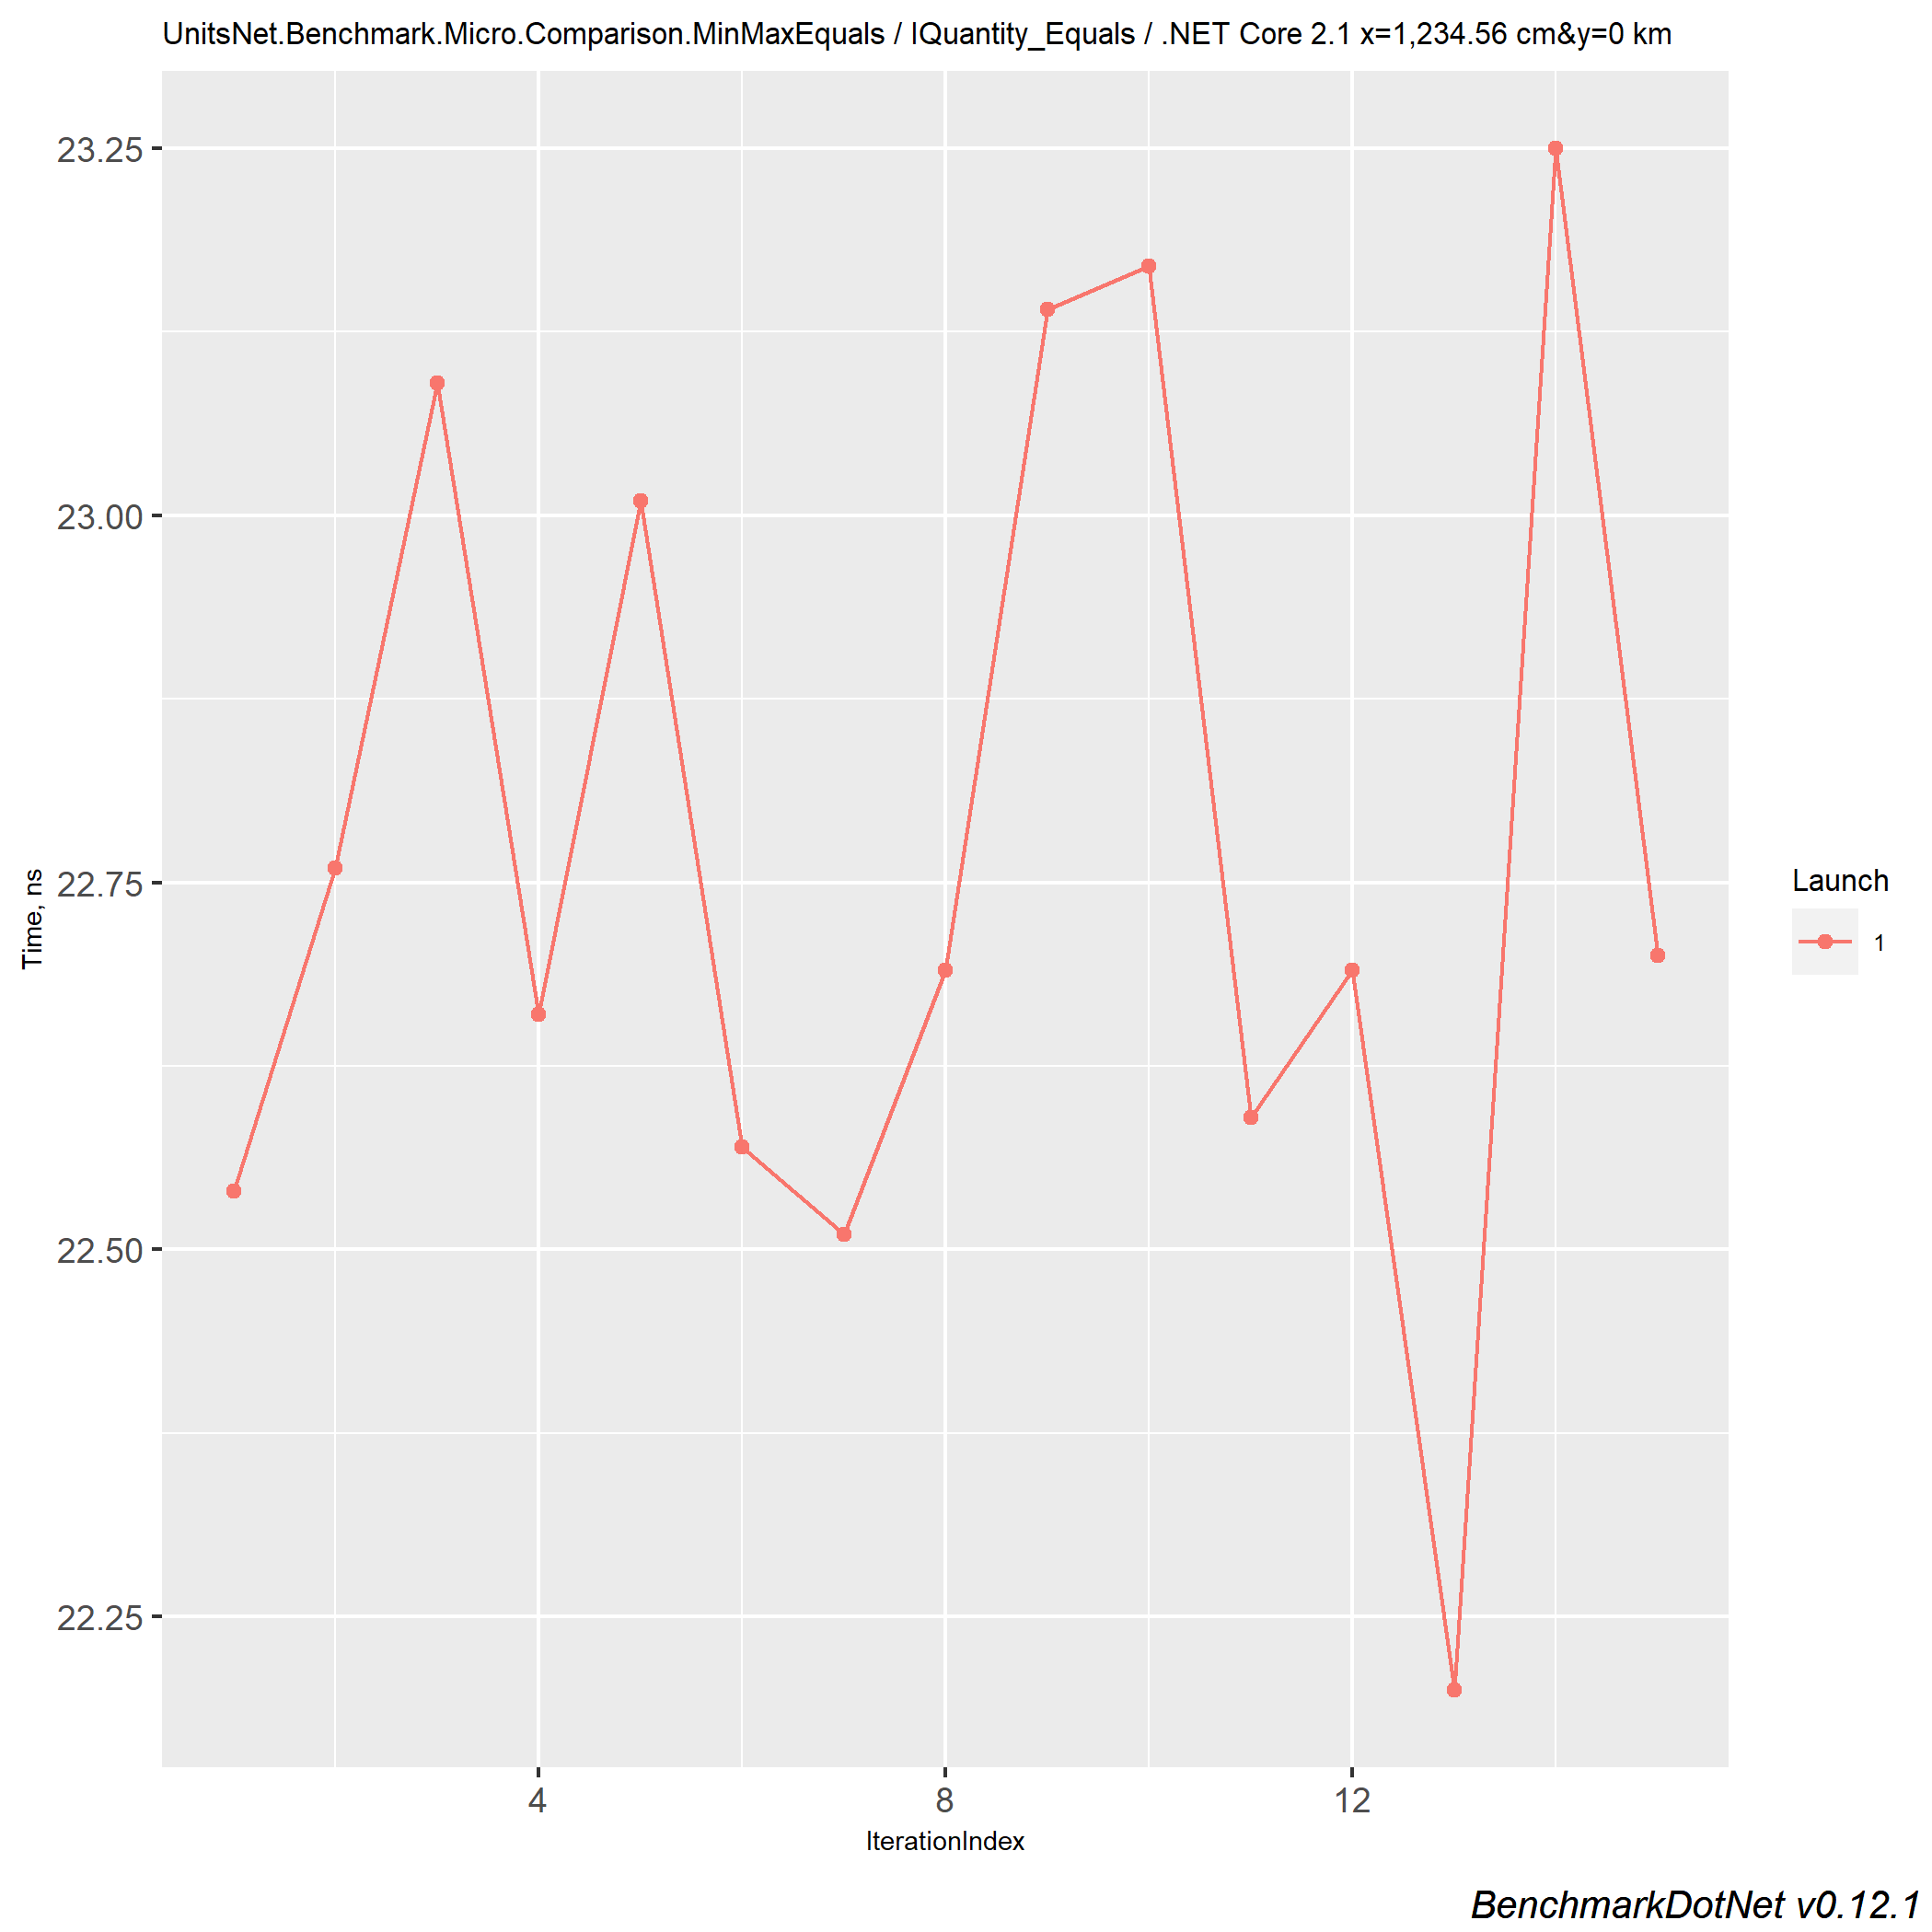 UnitsNet.Benchmark.Micro.Comparison.MinMaxEquals / IQuantity_Equals / .NET Core 2.1 x=1,234.56 cm&y=0 km
23.25
23.00
22.75
22.50
22.25
Time, ns
4 8 12
IterationIndex
Launch
1
BenchmarkDotNet v0.12.1